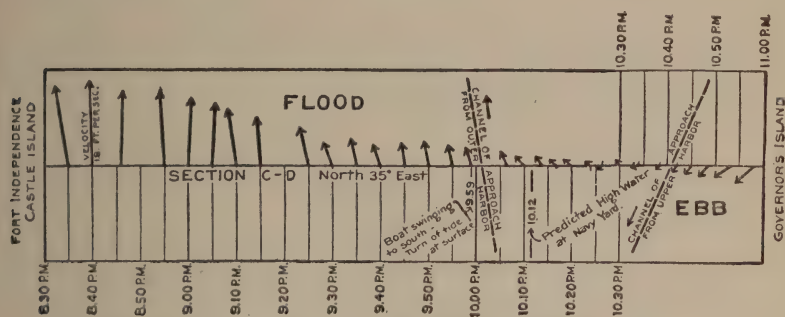 10.30 P.M.
10.40 P.M.
10.50 P.M.
11.00 P.M.
FORT INDEPENDENCE
CASTLE ISLAND
VELOCITY
1.8 FT. PER SEC.
FLOOD
CHANNEL OF APPROACH
FROM OUTER HARBOR
SECTION C-D North 35° East
Boat swinging
to South
Turn of tide
at surface
9.59
10.12
Predicted High Water
at Navy Yard
CHANNEL OF APPROACH
FROM UPPER HARBOR
EBB
GOVERNOR'S ISLAND
8.30 P.M.
8.40 P.M.
8.50 P.M.
9.00 P.M.
9.10 P.M.
9.20 P.M.
9.30 P.M.
9.40 P.M.
9.50 P.M.
10.00 P.M.
10.10 P.M.
10.20 P.M.
10.30 P.M.